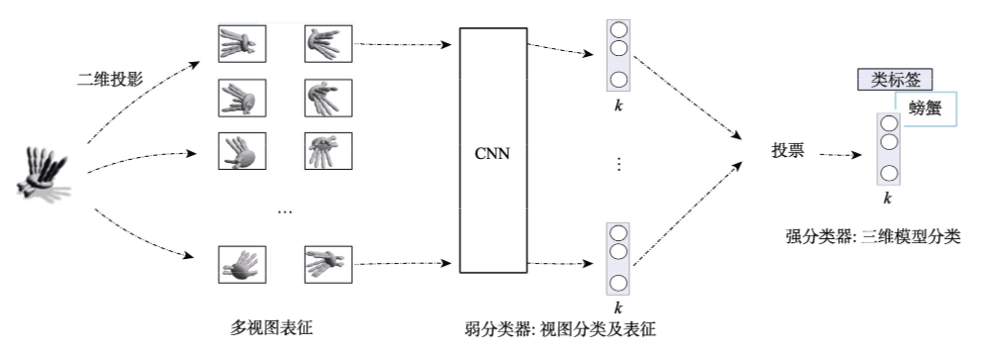 二维投影
...
多视图表征
CNN
弱分类器: 视图分类及表征
k
...
k
投票
类标签
螃蟹
k
强分类器: 三维模型分类